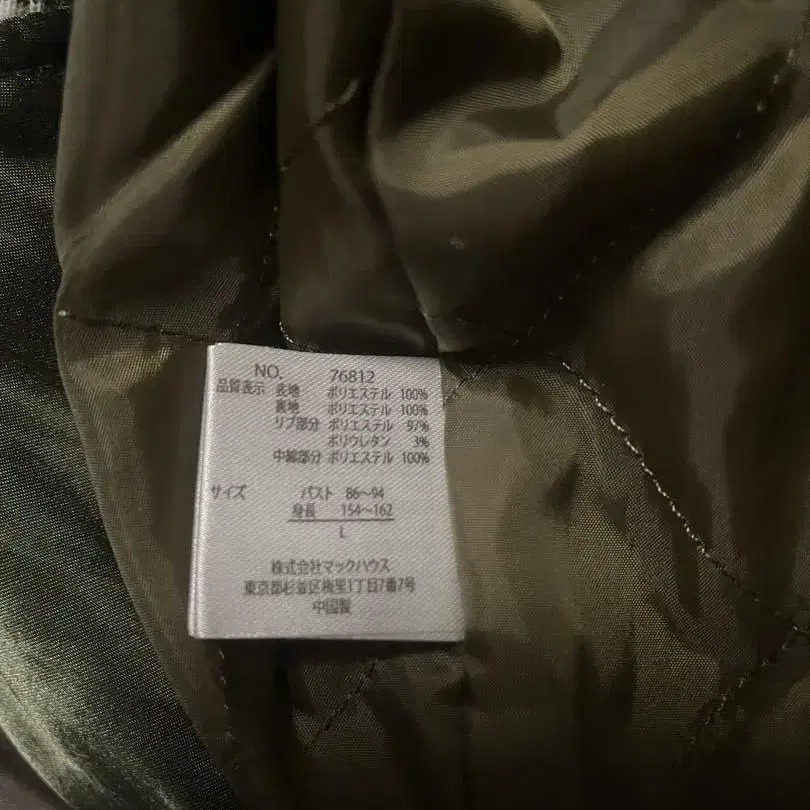 NO. 76812
品質表示 表地 ポリエステル 100%
裏地 ポリエステル 100%
リブ部分 ポリエステル 97%
ポリウレタン 3%
中綿部分 ポリエステル 100%
サイズ バスト 86〜94
身長 154〜162
L
株式会社マックハウス
東京都杉並区梅里1丁目7番7号
中国製